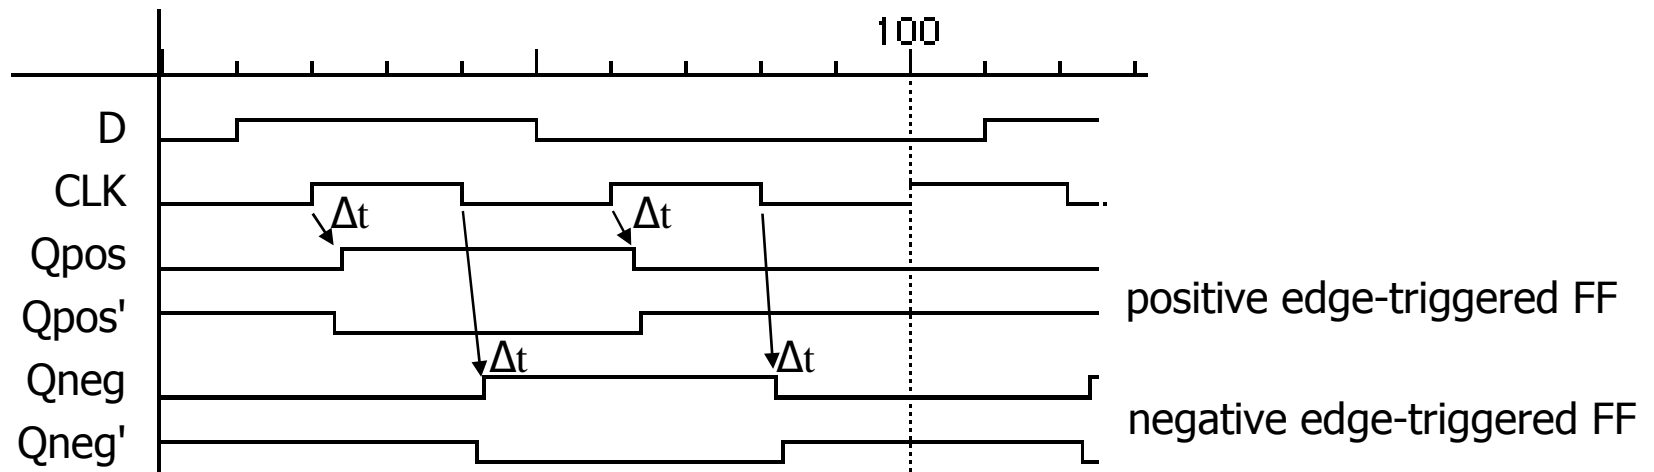 100
D
CLK
Δt Δt
Qpos
positive edge-triggered FF
Qpos'
Δt Δt
Qneg
negative edge-triggered FF
Qneg'